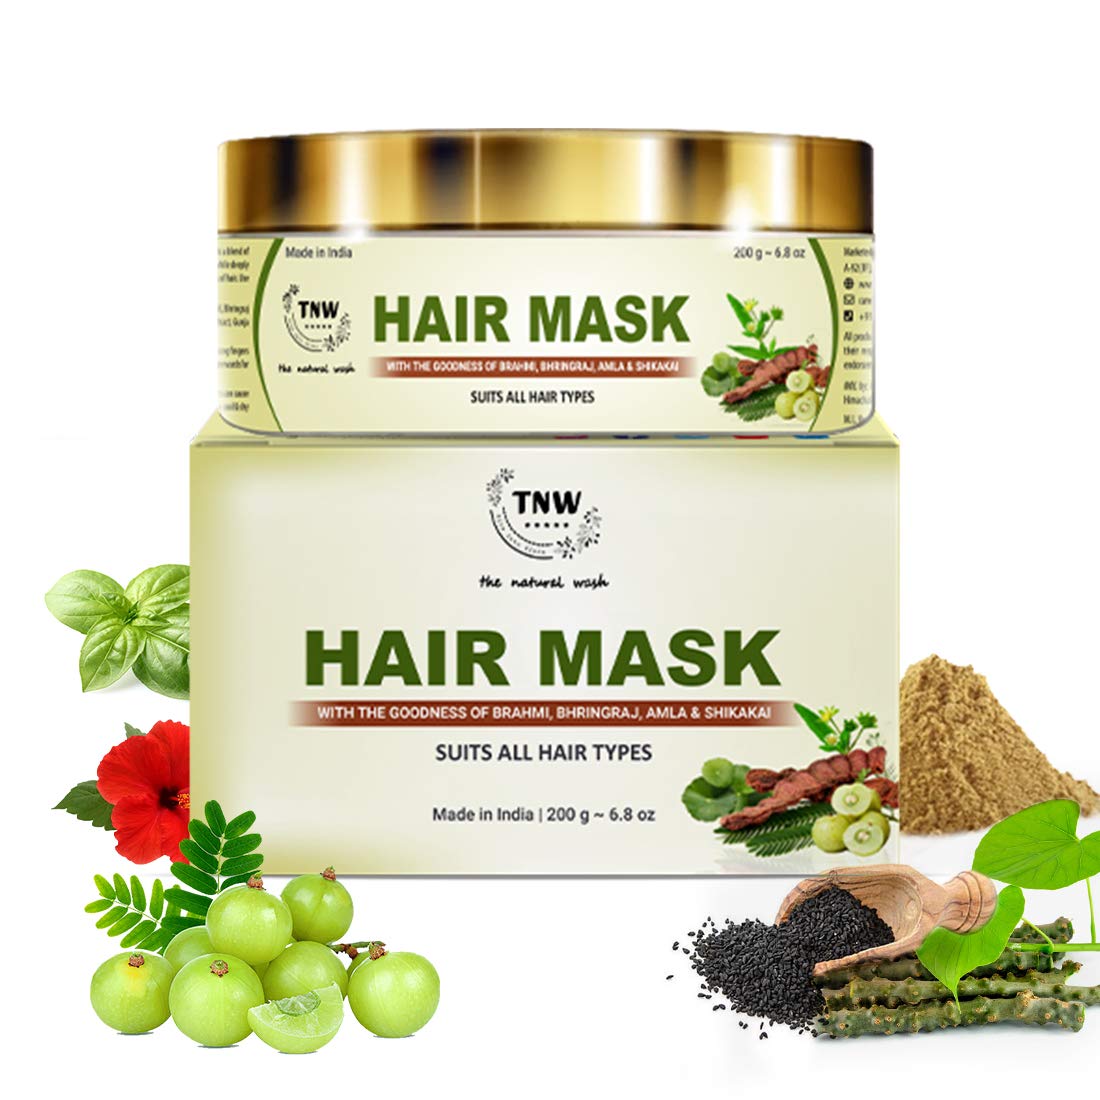 Made in India
200 g ~ 6.8 oz
TNW
the natural wash
HAIR MASK
WITH THE GOODNESS OF BRAHMI, BHRINGRAJ, AMLA & SHIKAKAI
SUITS ALL HAIR TYPES
TNW
the natural wash
HAIR MASK
WITH THE GOODNESS OF BRAHMI, BHRINGRAJ, AMLA & SHIKAKAI
SUITS ALL HAIR TYPES
Made in India | 200 g ~ 6.8 oz